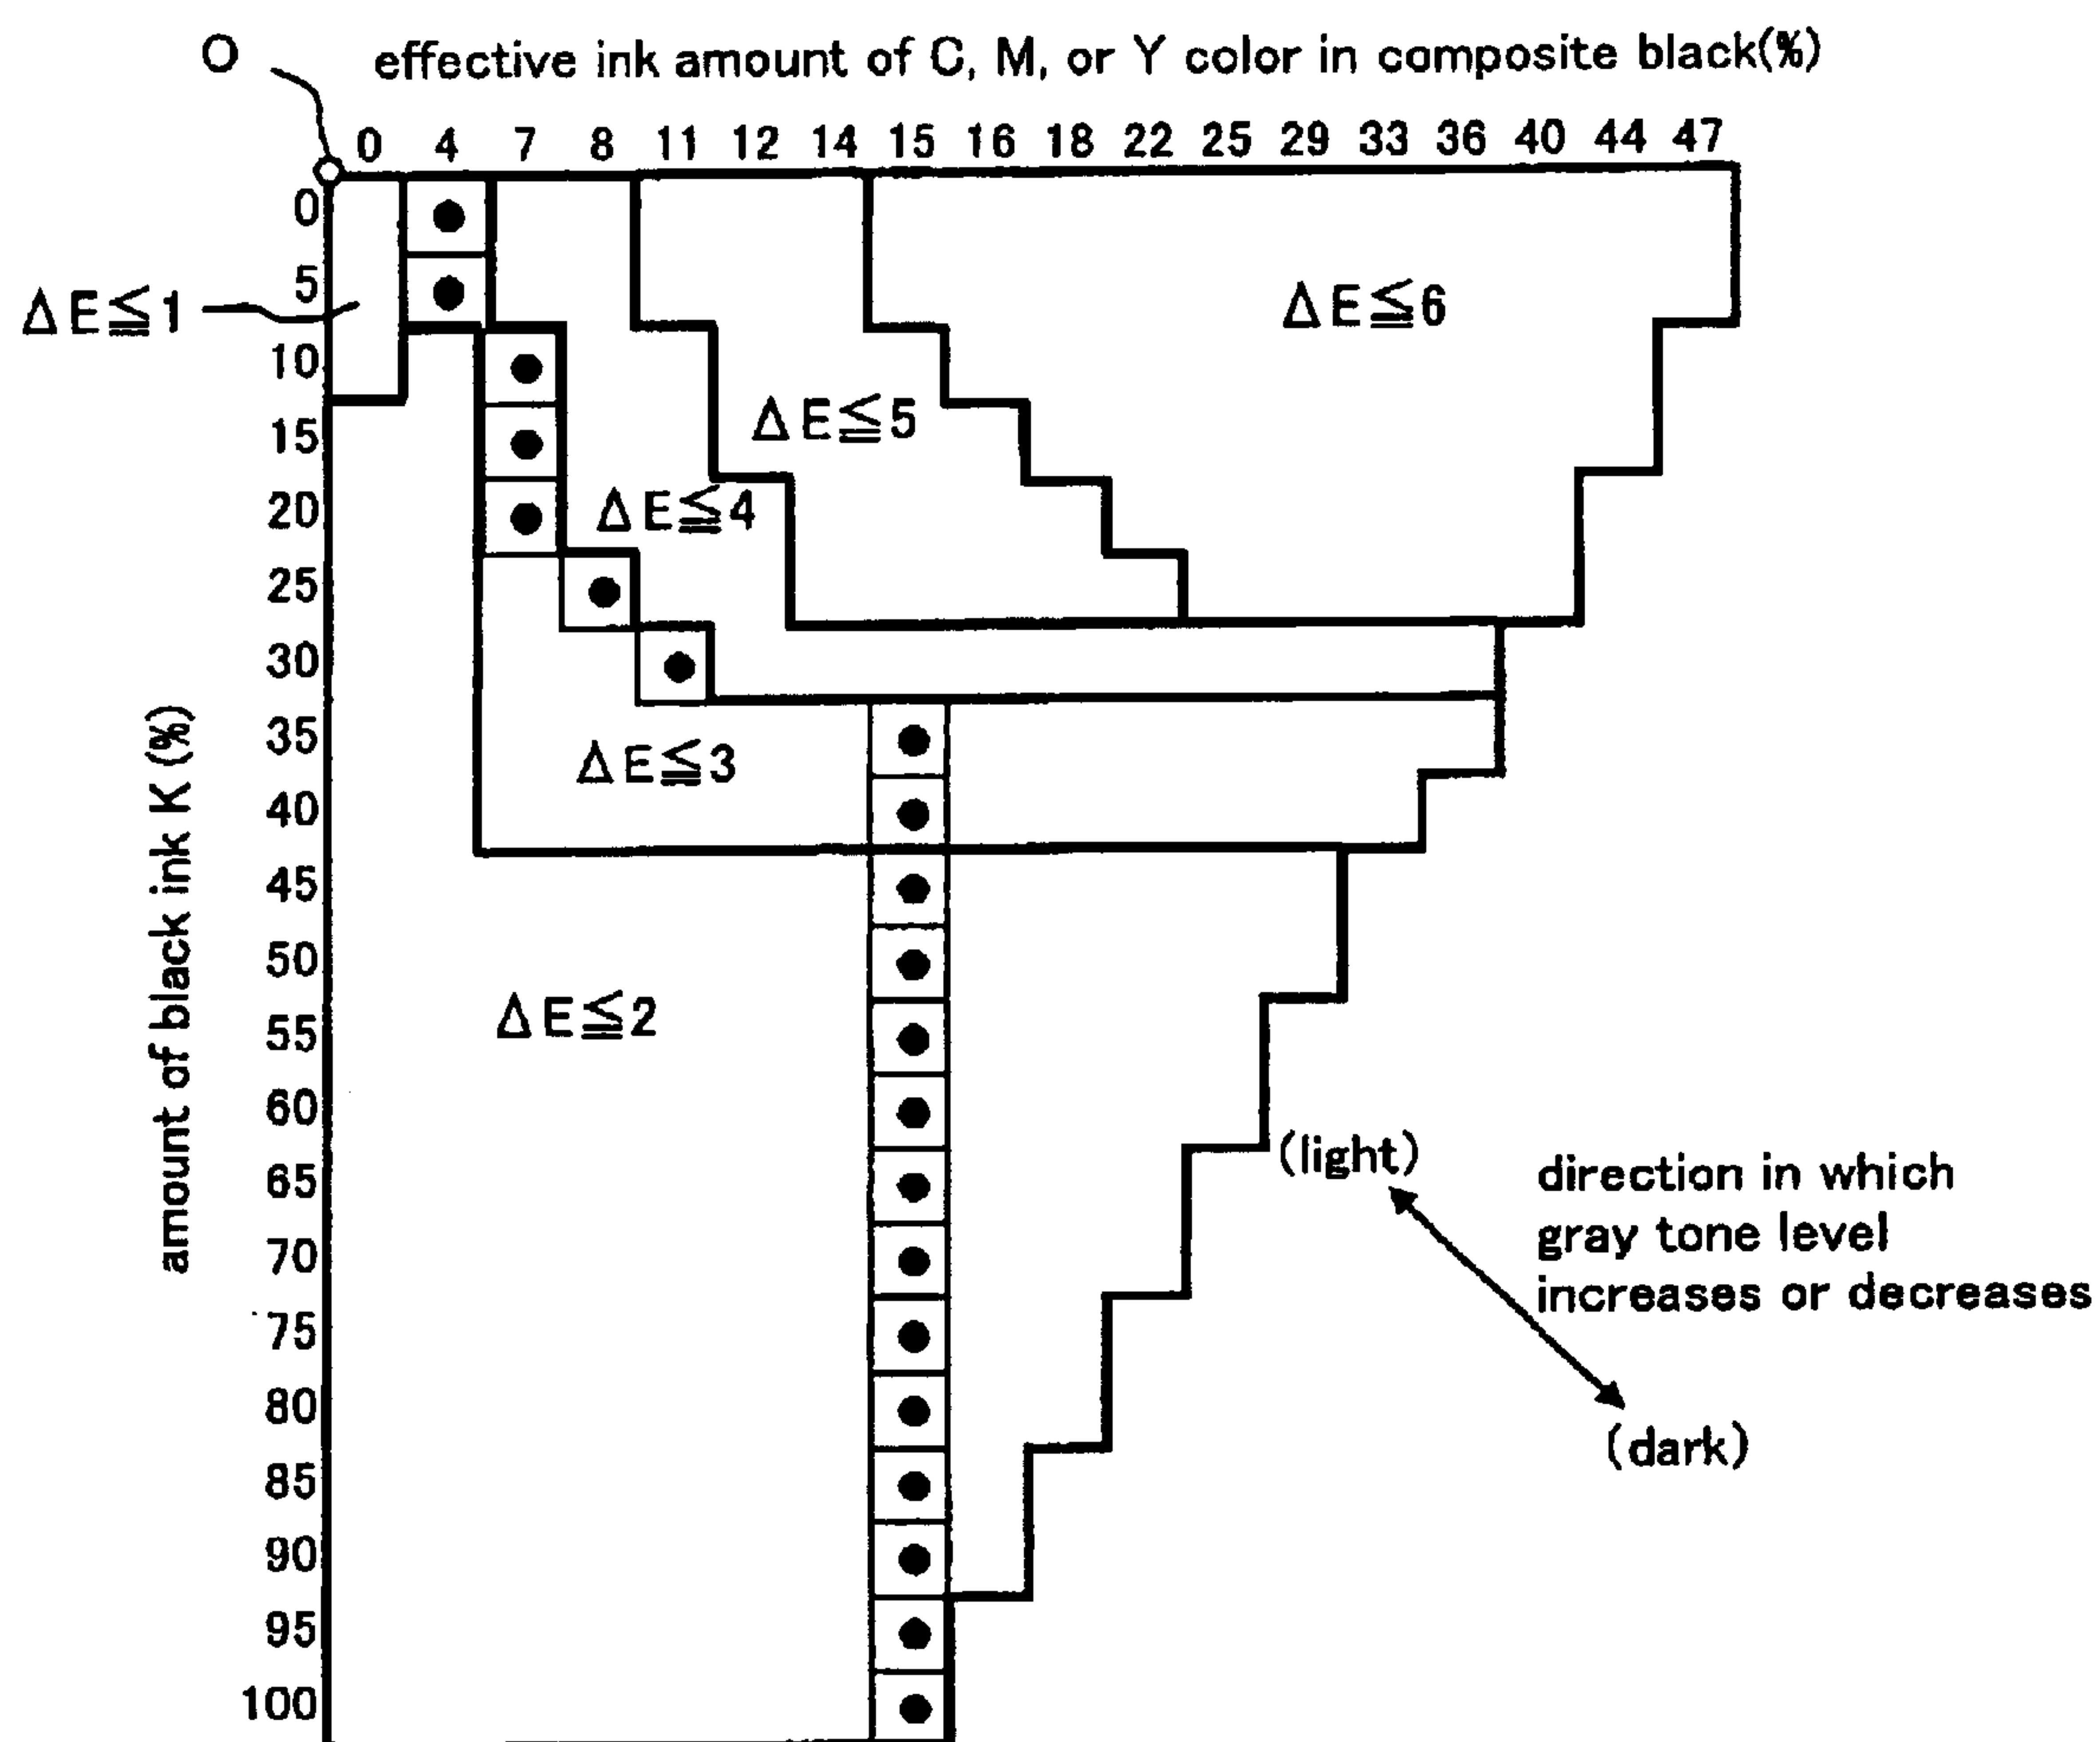 O
effective ink amount of C, M, or Y color in composite black(%)
0 4 7 8 11 12 14 15 16 18 22 25 29 33 36 40 44 47
0
5
ΔE≦1
ΔE≦6
10
15
ΔE≦5
20
ΔE≦4
25
30
35
ΔE≦3
40
45
50
55
ΔE≦2
60
65
70
75
80
85
90
95
100
amount of black ink K (%)
(light)
direction in which
gray tone level
increases or decreases
(dark)